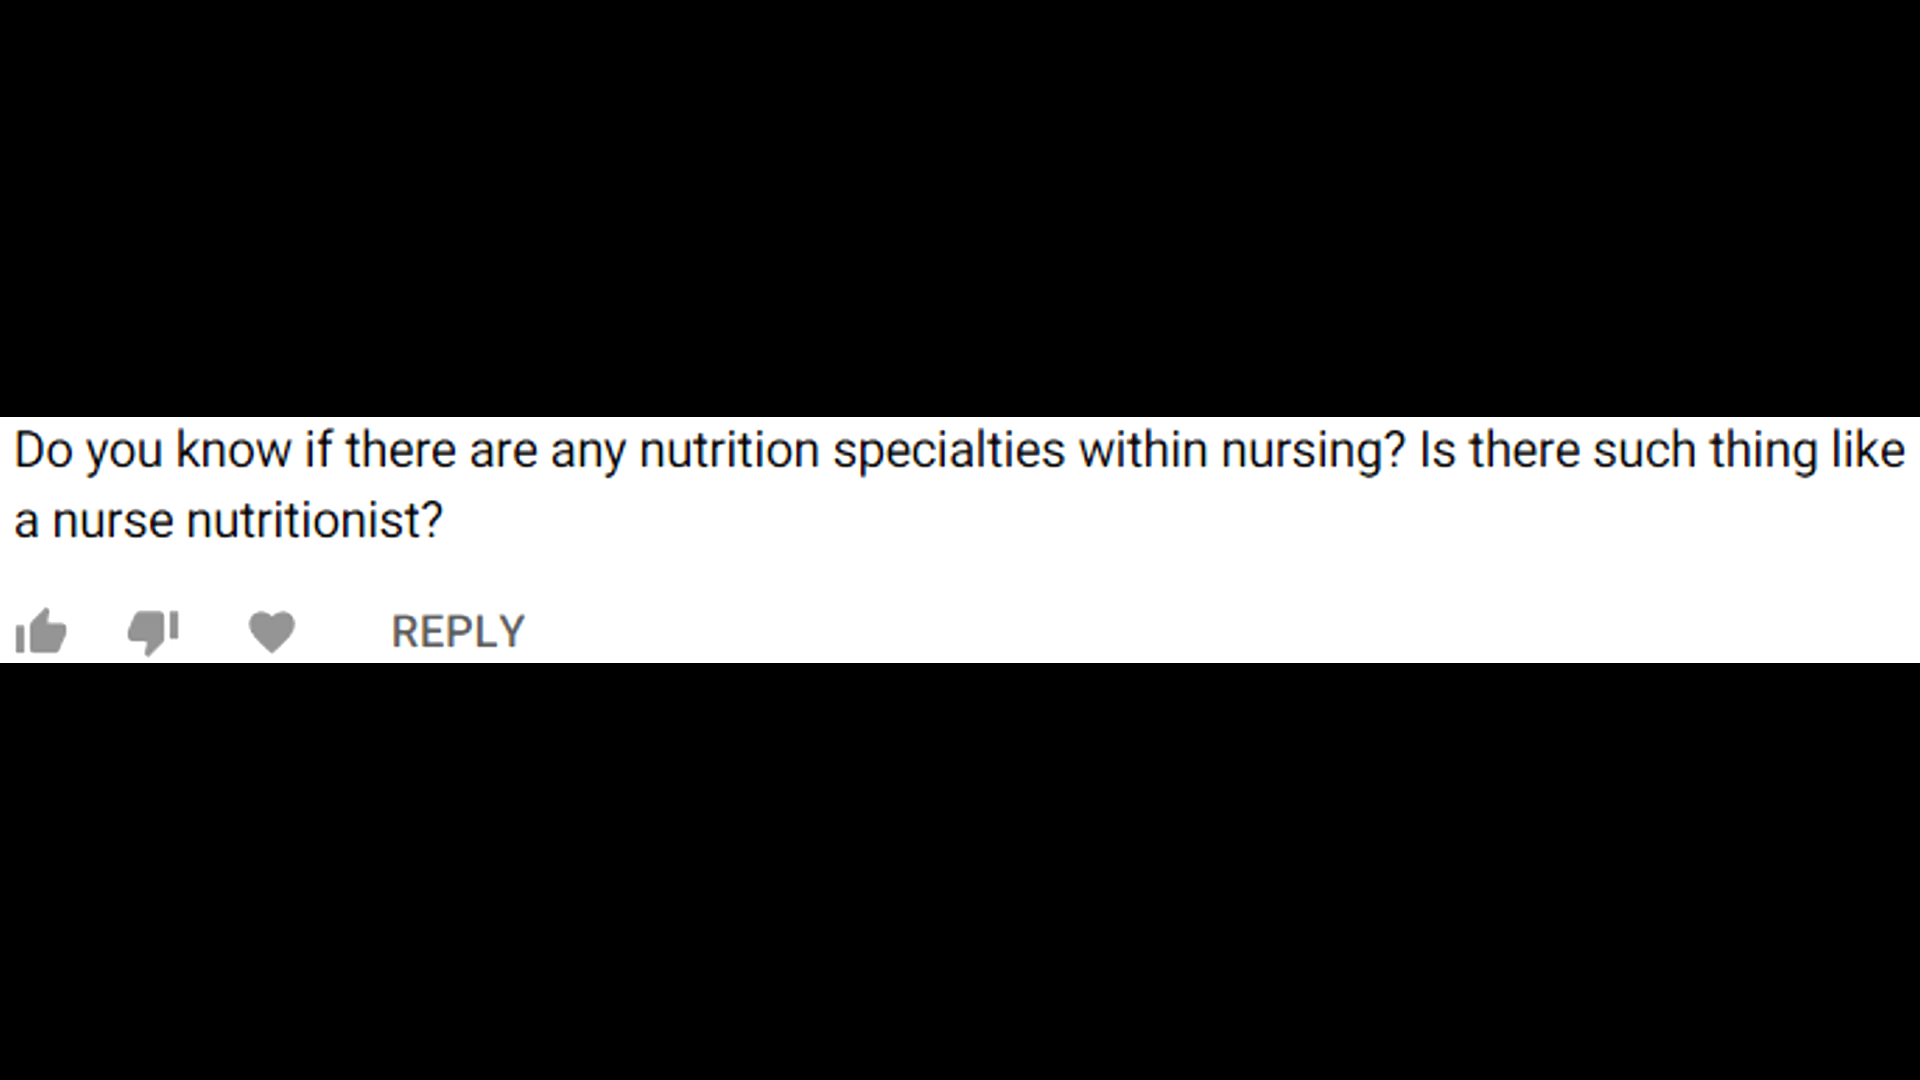 Do you know if there are any nutrition specialties within nursing? Is there such thing like
a nurse nutritionist?
REPLY